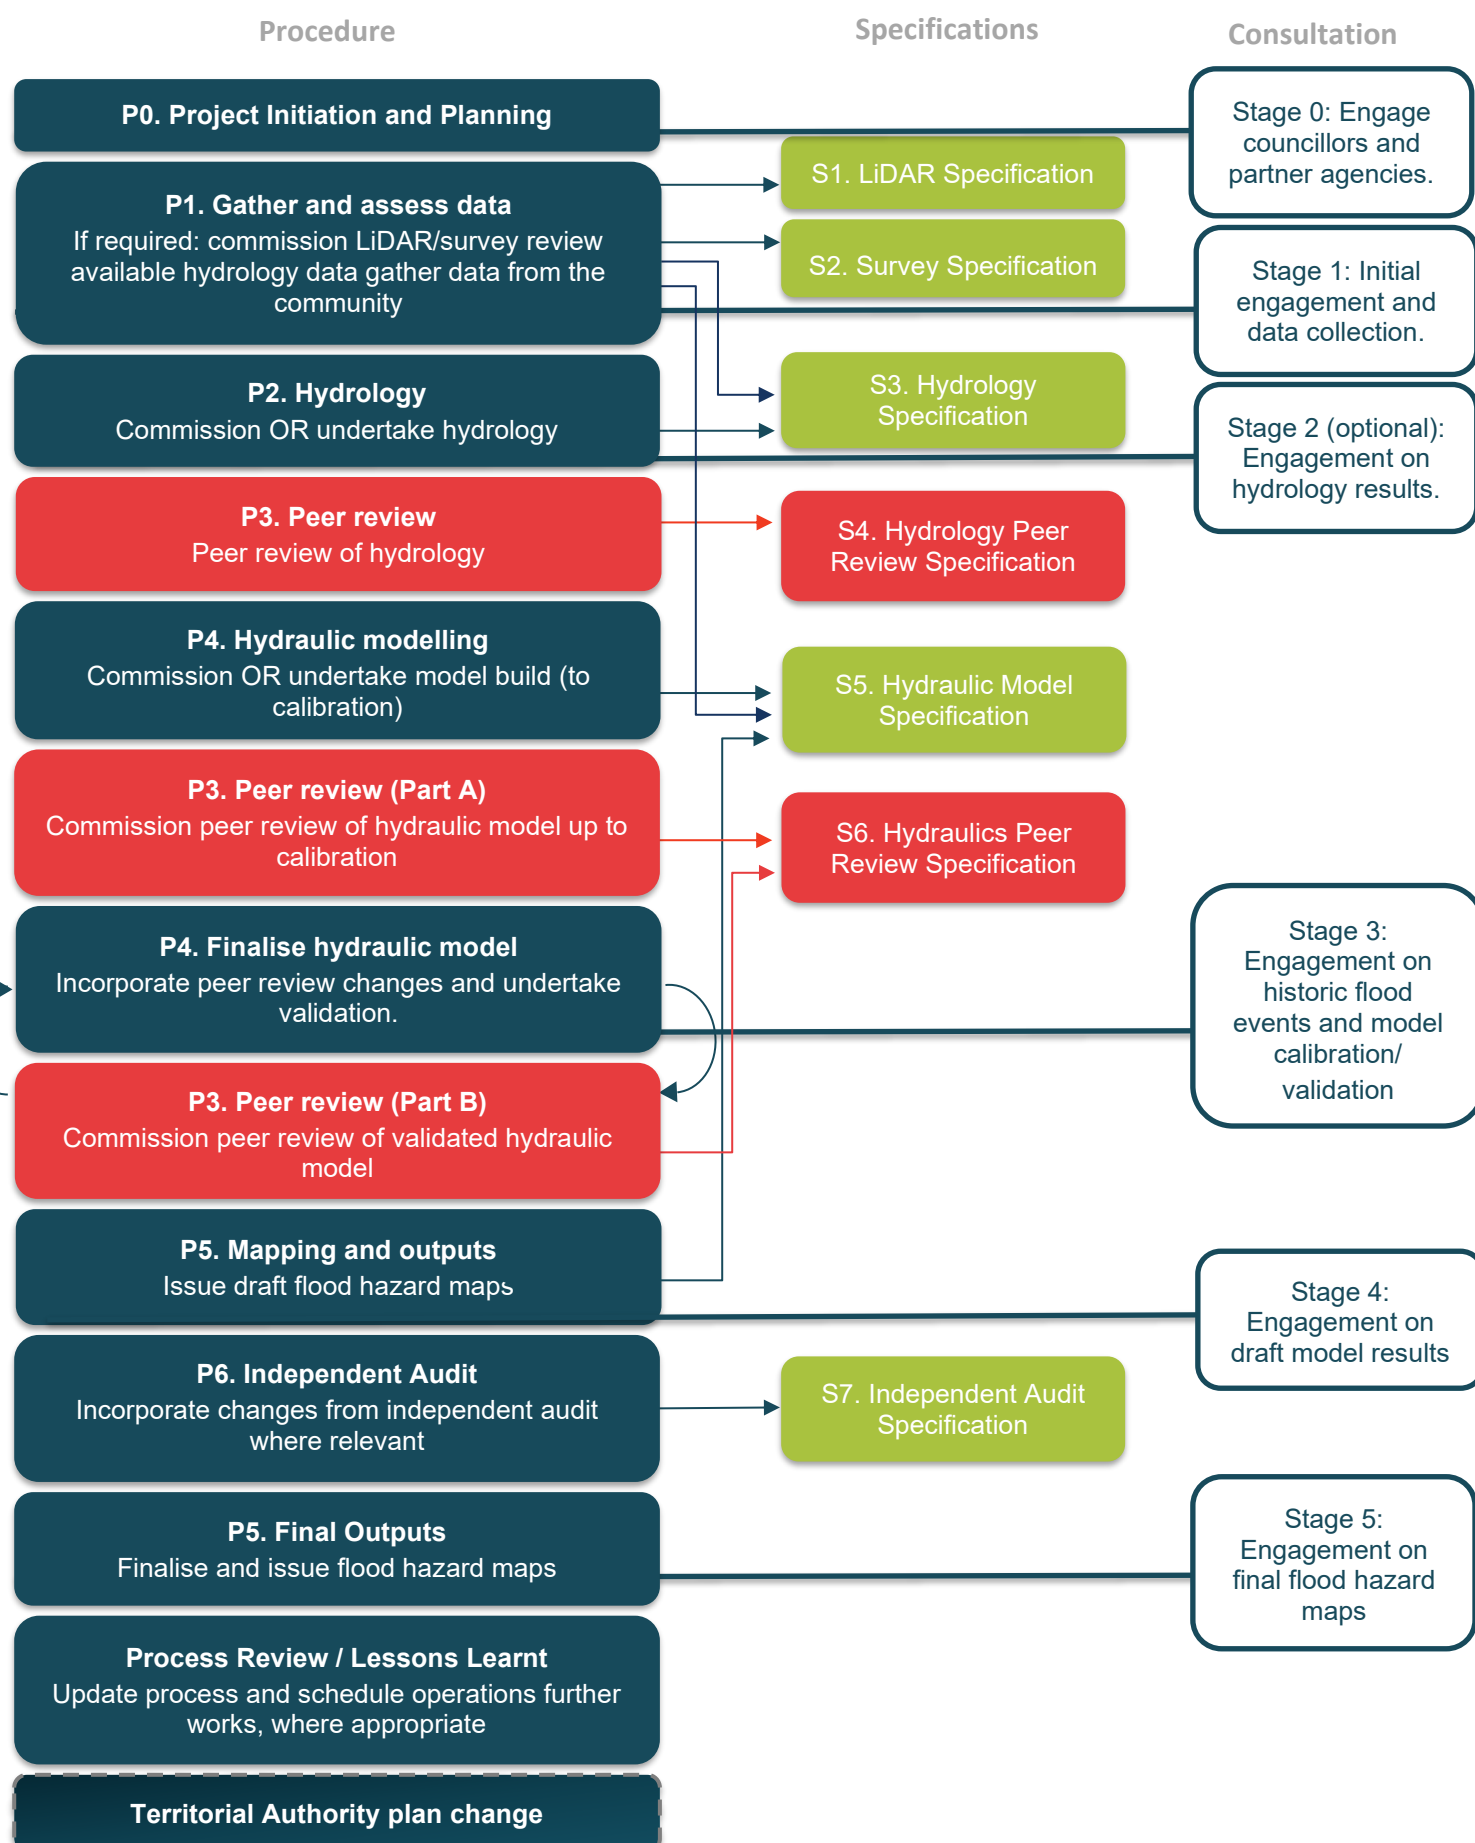 Procedure
Specifications
Consultation
P0. Project Initiation and Planning
Stage 0: Engage
councillors and
partner agencies.
P1. Gather and assess data
If required: commission LiDAR/survey review
available hydrology data gather data from the
community
S1. LiDAR Specification
S2. Survey Specification
Stage 1: Initial
engagement and
data collection.
P2. Hydrology
Commission OR undertake hydrology
S3. Hydrology
Specification
Stage 2 (optional):
Engagement on
hydrology results.
P3. Peer review
Peer review of hydrology
S4. Hydrology Peer
Review Specification
P4. Hydraulic modelling
Commission OR undertake model build (to
calibration)
S5. Hydraulic Model
Specification
P3. Peer review (Part A)
Commission peer review of hydraulic model up to
calibration
S6. Hydraulics Peer
Review Specification
P4. Finalise hydraulic model
Incorporate peer review changes and undertake
validation.
Stage 3:
Engagement on
historic flood
events and model
calibration/
validation
P3. Peer review (Part B)
Commission peer review of validated hydraulic
model
P5. Mapping and outputs
Issue draft flood hazard maps
Stage 4:
Engagement on
draft model results
P6. Independent Audit
Incorporate changes from independent audit
where relevant
S7. Independent Audit
Specification
P5. Final Outputs
Finalise and issue flood hazard maps
Stage 5:
Engagement on
final flood hazard
maps
Process Review / Lessons Learnt
Update process and schedule operations further
works, where appropriate
Territorial Authority plan change